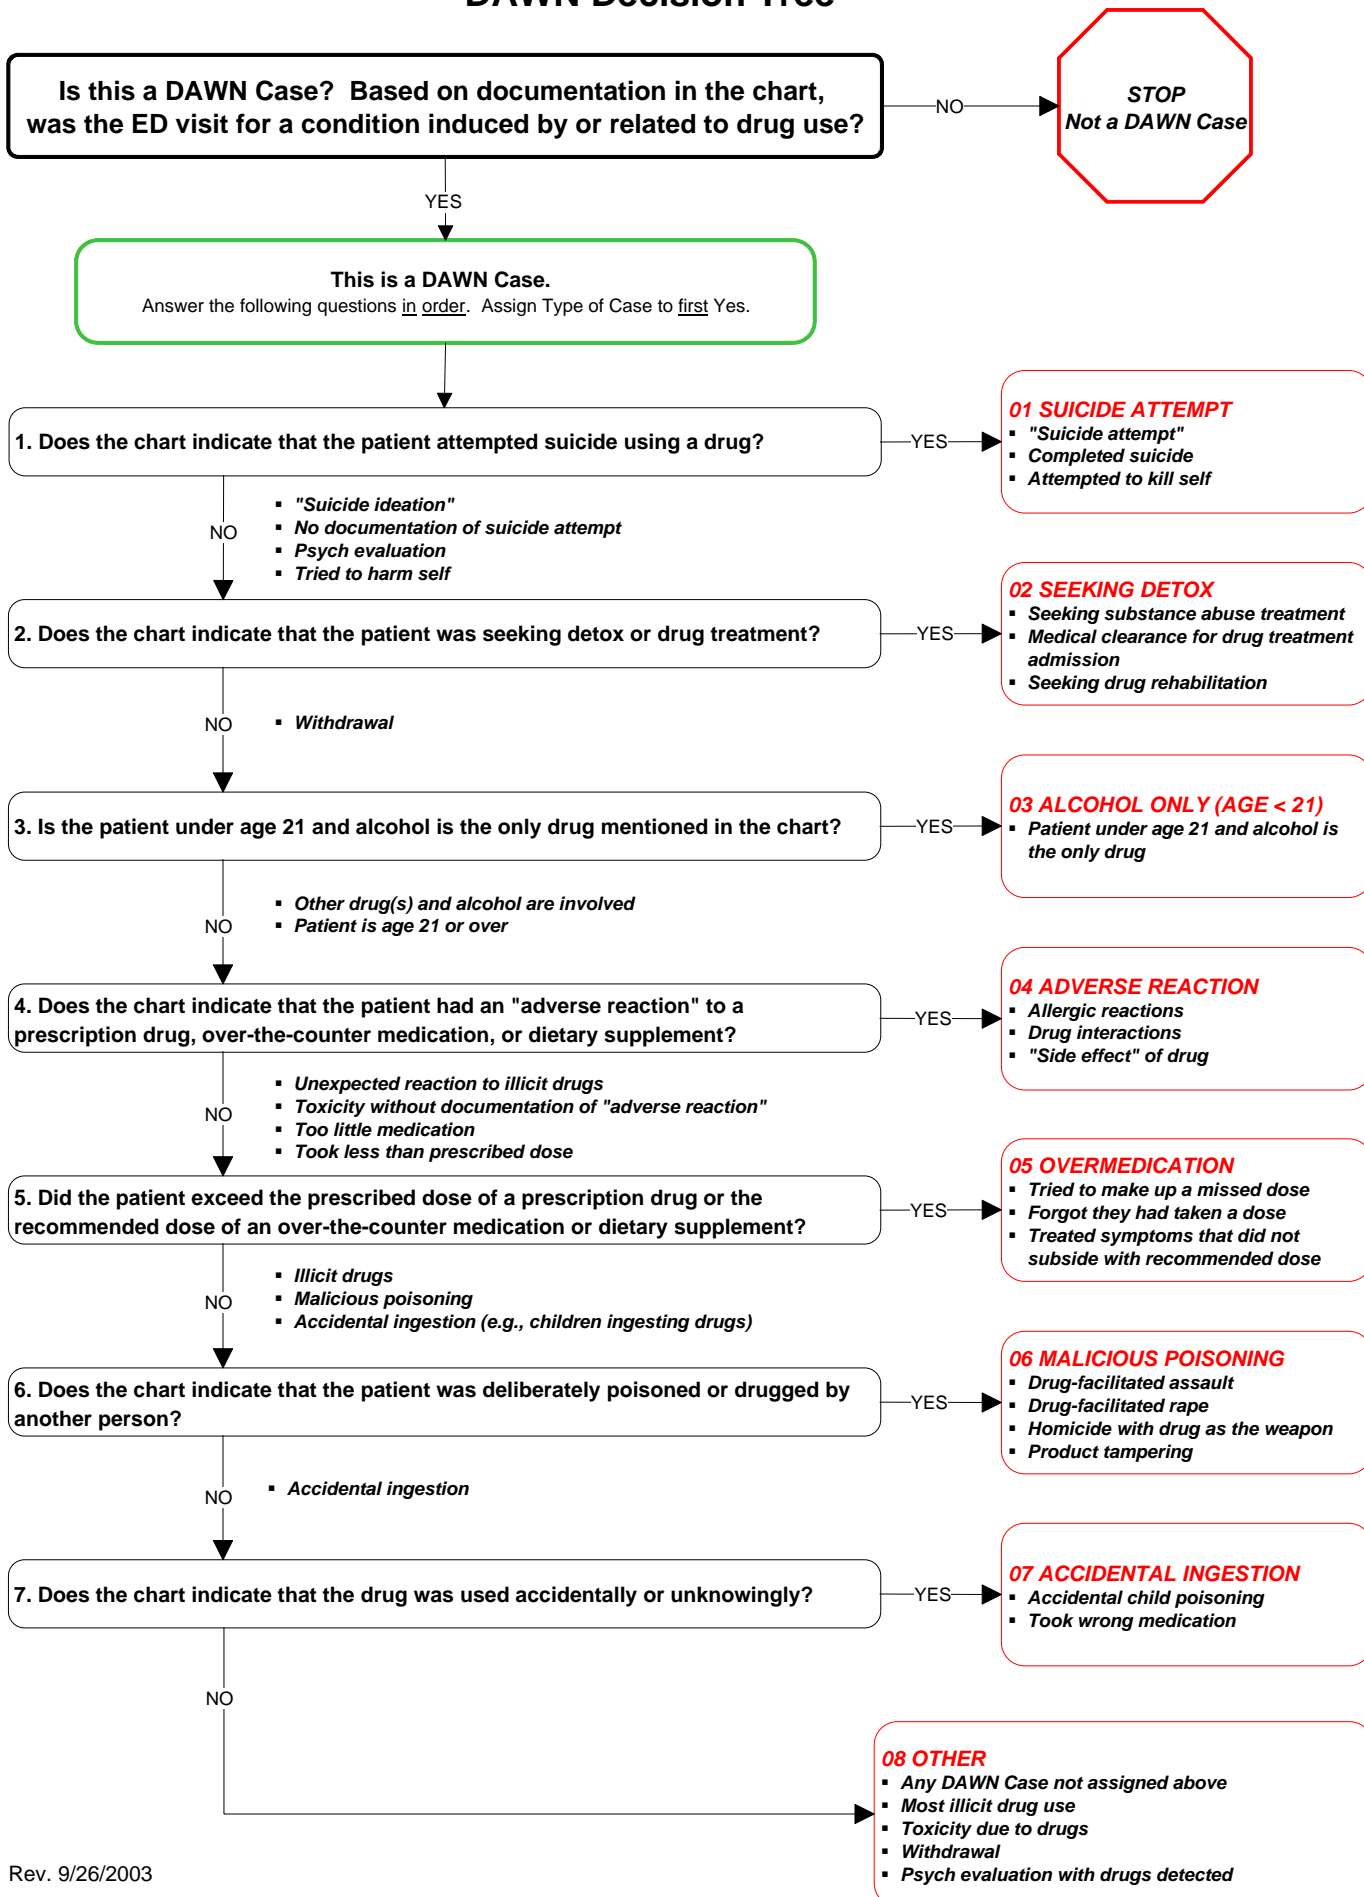 DAWN Decision Tree
Is this a DAWN Case?  Based on documentation in the chart,
was the ED visit for a condition induced by or related to drug use?
NO
STOP
Not a DAWN Case
YES
This is a DAWN Case.
Answer the following questions in order.  Assign Type of Case to first Yes.
1. Does the chart indicate that the patient attempted suicide using a drug?
YES
01 SUICIDE ATTEMPT
▪ "Suicide attempt"
▪ Completed suicide
▪ Attempted to kill self
NO
▪ "Suicide ideation"
▪ No documentation of suicide attempt
▪ Psych evaluation
▪ Tried to harm self
2. Does the chart indicate that the patient was seeking detox or drug treatment?
YES
02 SEEKING DETOX
▪ Seeking substance abuse treatment
▪ Medical clearance for drug treatment
admission
▪ Seeking drug rehabilitation
NO
▪ Withdrawal
3. Is the patient under age 21 and alcohol is the only drug mentioned in the chart?
YES
03 ALCOHOL ONLY (AGE < 21)
▪ Patient under age 21 and alcohol is
the only drug
NO
▪ Other drug(s) and alcohol are involved
▪ Patient is age 21 or over
4. Does the chart indicate that the patient had an "adverse reaction" to a
prescription drug, over-the-counter medication, or dietary supplement?
YES
04 ADVERSE REACTION
▪ Allergic reactions
▪ Drug interactions
▪ "Side effect" of drug
NO
▪ Unexpected reaction to illicit drugs
▪ Toxicity without documentation of "adverse reaction"
▪ Too little medication
▪ Took less than prescribed dose
5. Did the patient exceed the prescribed dose of a prescription drug or the
recommended dose of an over-the-counter medication or dietary supplement?
YES
05 OVERMEDICATION
▪ Tried to make up a missed dose
▪ Forgot they had taken a dose
▪ Treated symptoms that did not
subside with recommended dose
NO
▪ Illicit drugs
▪ Malicious poisoning
▪ Accidental ingestion (e.g., children ingesting drugs)
6. Does the chart indicate that the patient was deliberately poisoned or drugged by
another person?
YES
06 MALICIOUS POISONING
▪ Drug-facilitated assault
▪ Drug-facilitated rape
▪ Homicide with drug as the weapon
▪ Product tampering
NO
▪ Accidental ingestion
7. Does the chart indicate that the drug was used accidentally or unknowingly?
YES
07 ACCIDENTAL INGESTION
▪ Accidental child poisoning
▪ Took wrong medication
NO
08 OTHER
▪ Any DAWN Case not assigned above
▪ Most illicit drug use
▪ Toxicity due to drugs
▪ Withdrawal
▪ Psych evaluation with drugs detected
Rev. 9/26/2003